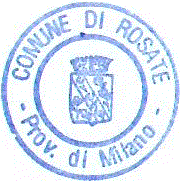 COMUNE DI ROSATE
- Prov. di Milano -